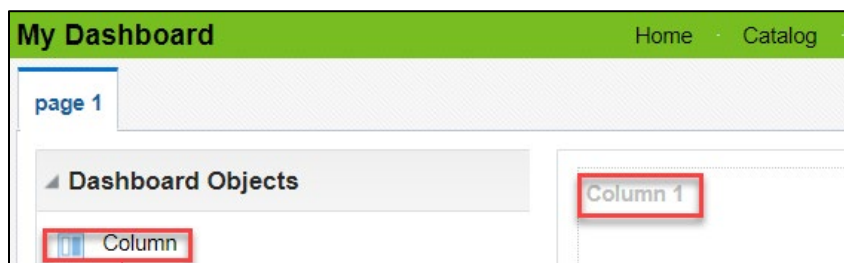 My Dashboard Home · Catalog
page 1
Dashboard Objects
Column 1
Column